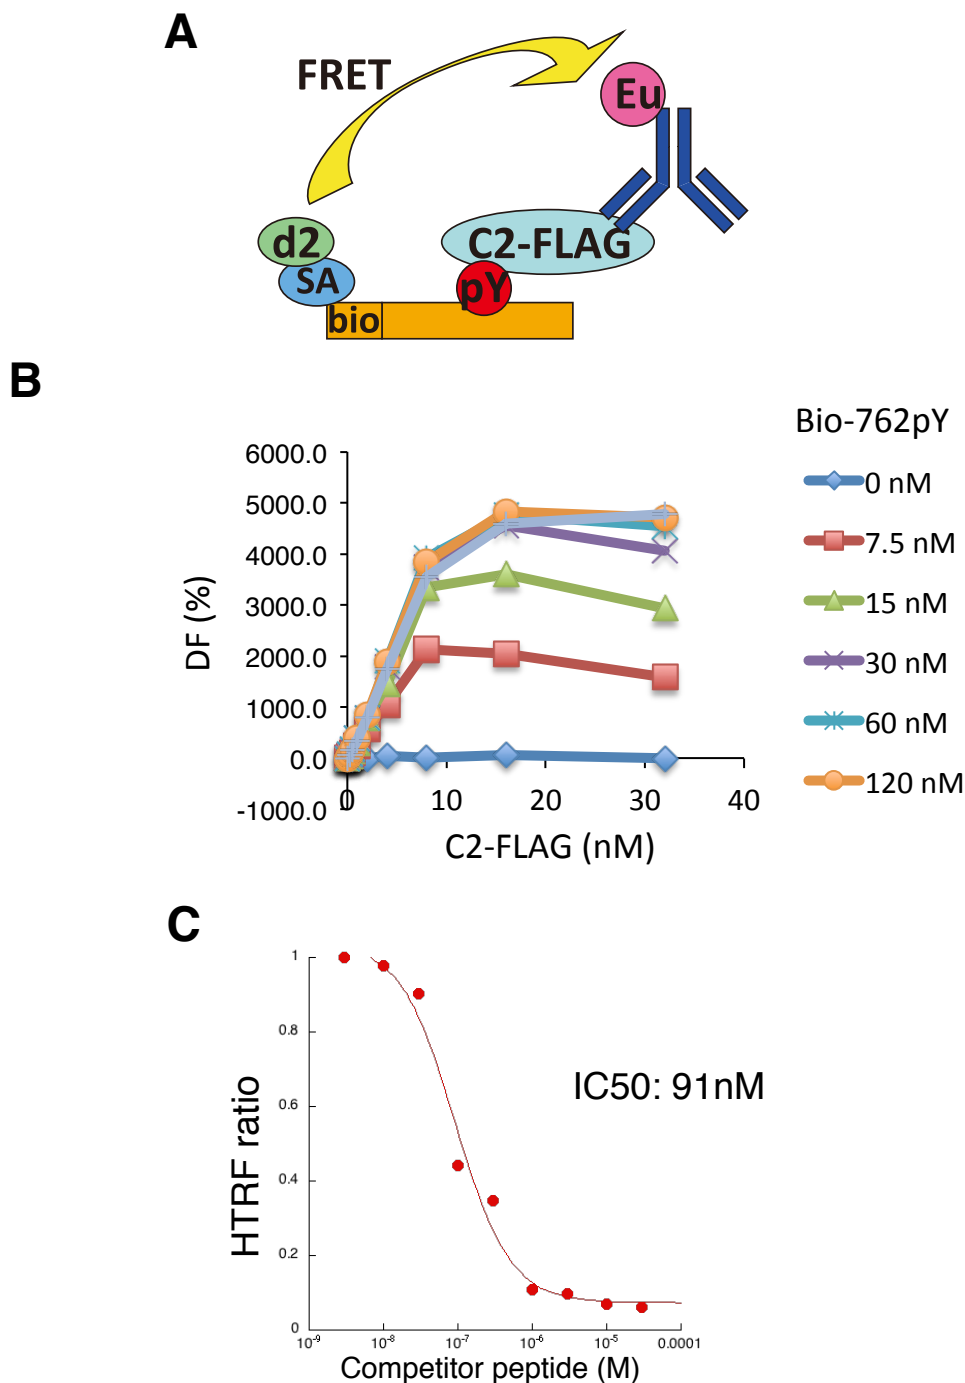 A
FRET
Eu
d2
C2-FLAG
SA
pY
bio
B
Bio-762pY
6000.0
5000.0
4000.0
3000.0
2000.0
1000.0
0.0
-1000.0
DF (%)
0
10
20
30
40
C2-FLAG (nM)
0 nM
7.5 nM
15 nM
30 nM
60 nM
120 nM
C
1
0.8
0.6
0.4
0.2
0
HTRF ratio
IC50: 91nM
10⁻⁹
10⁻⁸
10⁻⁷
10⁻⁶
10⁻⁵
0.0001
Competitor peptide (M)